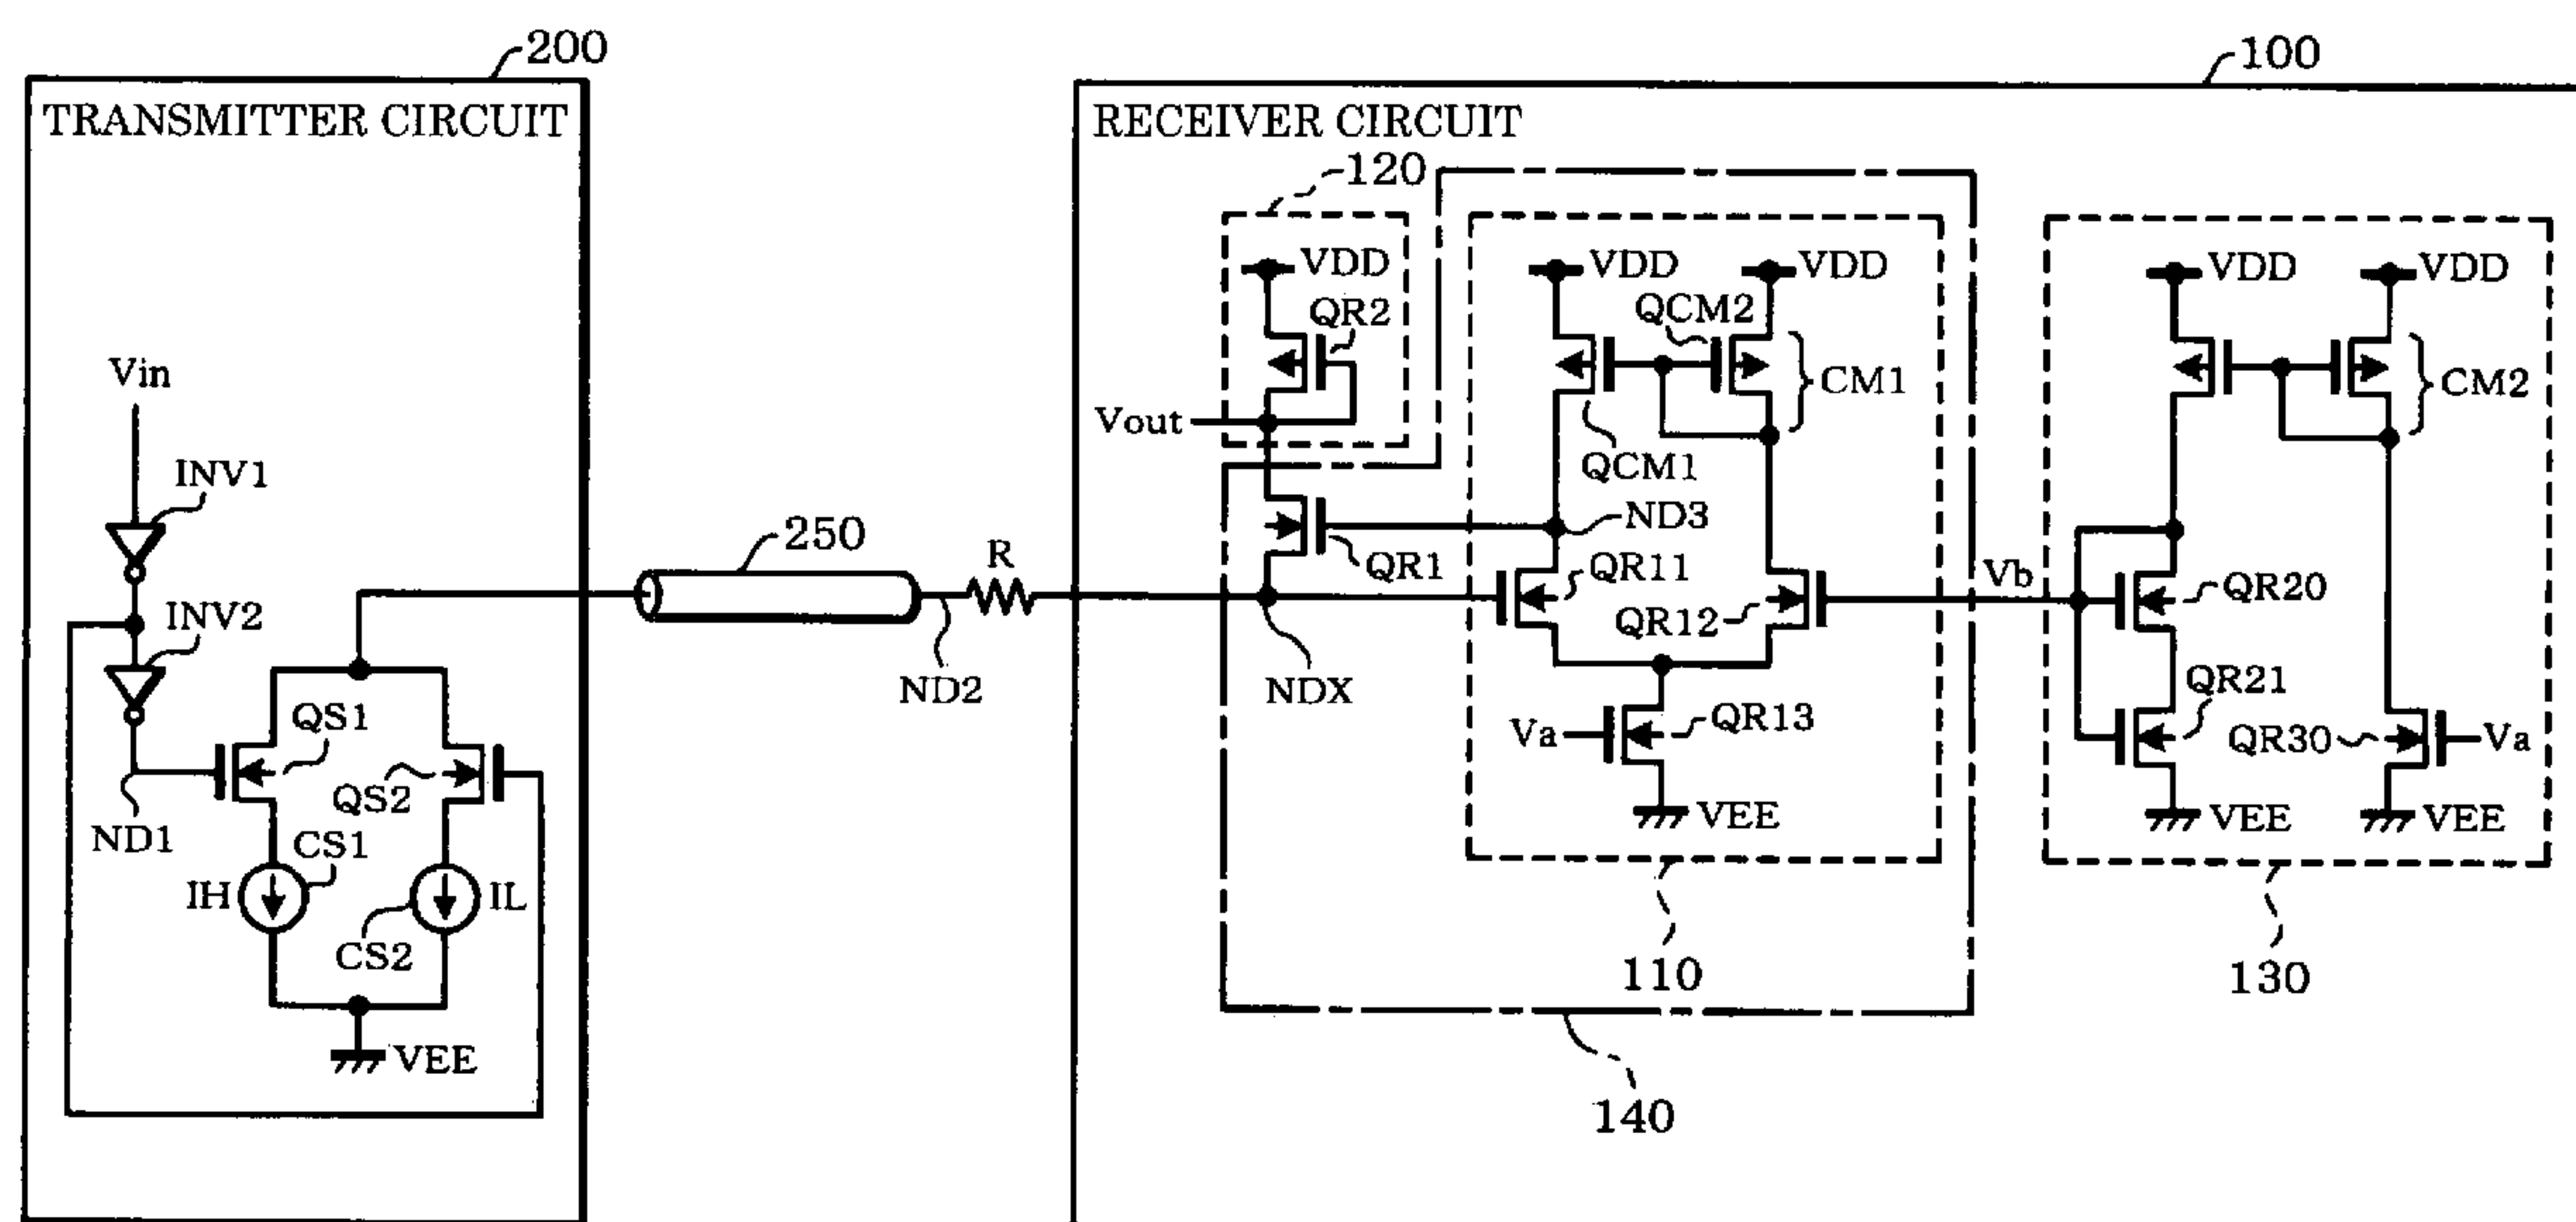 200
TRANSMITTER CIRCUIT
Vin
INV1
INV2
QS1
QS2
ND1
CS1
IH
IL
CS2
VEE
250
R
ND2
100
RECEIVER CIRCUIT
120
VDD
QR2
Vout
VDD
VDD
QCM2
CM1
QCM1
ND3
QR1
QR11
QR12
NDX
Va
QR13
VEE
110
140
VDD
VDD
CM2
Vb
QR20
QR21
QR30
Va
VEE
VEE
130